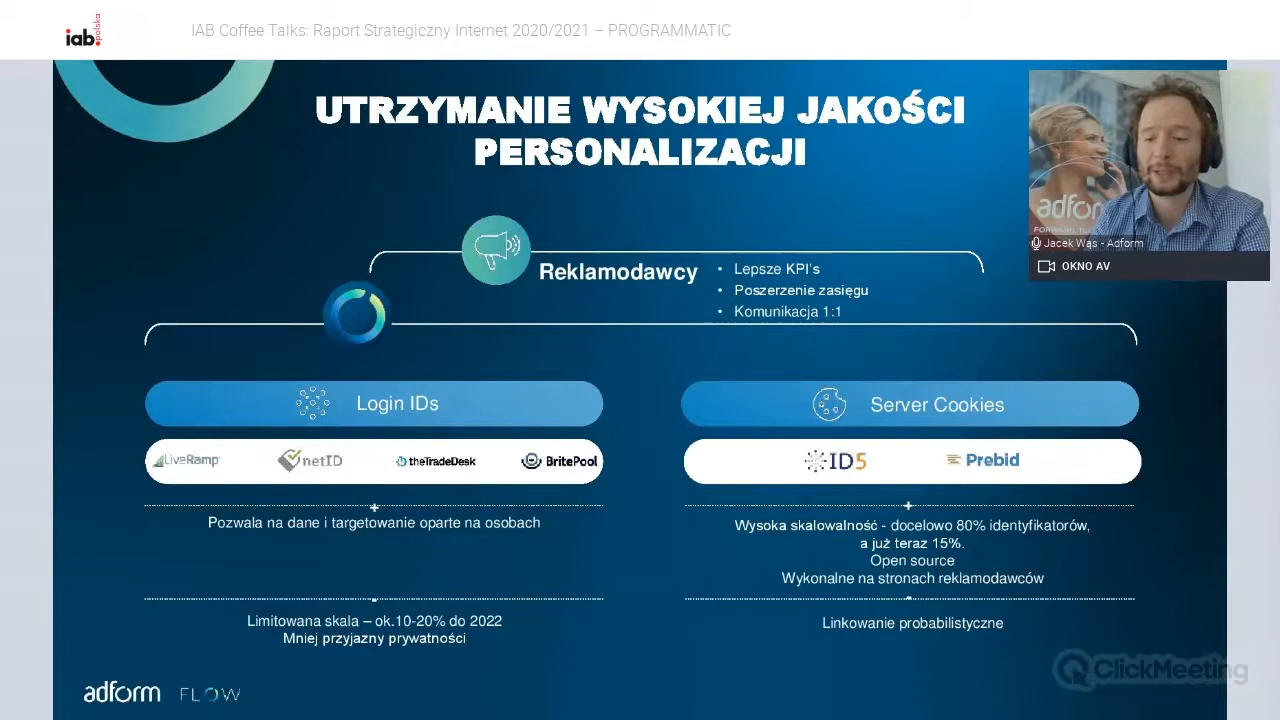 iab.polska
IAB Coffee Talks: Raport Strategiczny Internet 2020/2021 – PROGRAMMATIC
UTRZYMANIE WYSOKIEJ JAKOŚCI
PERSONALIZACJI
adfor
Jacek Wąs - Adform
OKNO AV
Reklamodawcy
• Lepsze KPI's
• Poszerzenie zasięgu
• Komunikacja 1:1
Login IDs
Server Cookies
LiveRamp netID theTradeDesk BritePool
ID5 Prebid
+
Pozwala na dane i targetowanie oparte na osobach
+
Wysoka skalowalność - docelowo 80% identyfikatorów,
a już teraz 15%.
Open source
Wykonalne na stronach reklamodawców
-
Limitowana skala – ok.10-20% do 2022
Mniej przyjazny prywatności
-
Linkowanie probabilistyczne
adform FLOW
ClickMeeting